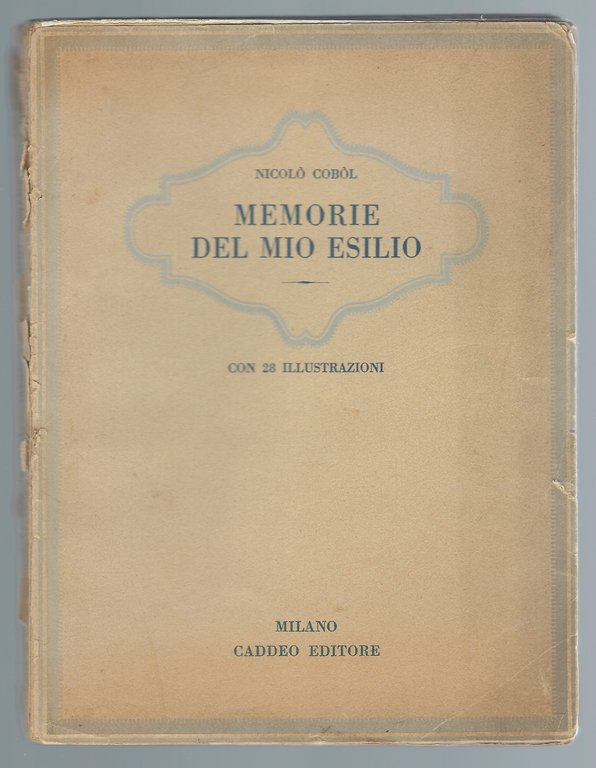 NICOLÒ COBÒL
MEMORIE
DEL MIO ESILIO
CON 28 ILLUSTRAZIONI
MILANO
CADDEO EDITORE